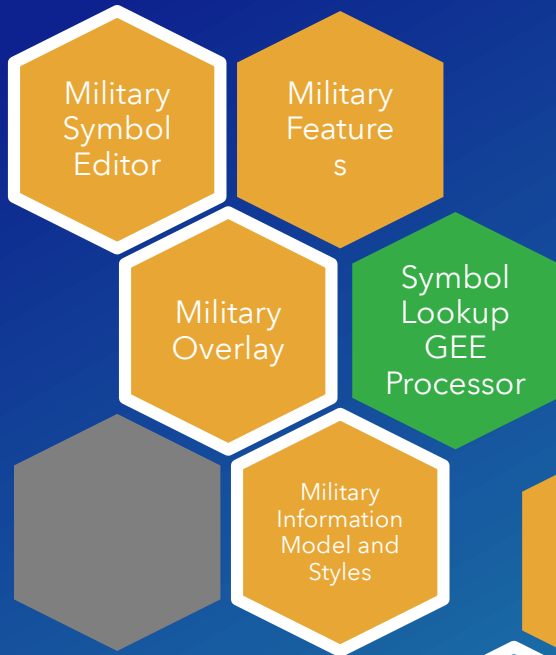 Military
Symbol
Editor
Military
Feature
s
Military
Overlay
Symbol
Lookup
GEE
Processor
Military
Information
Model and
Styles